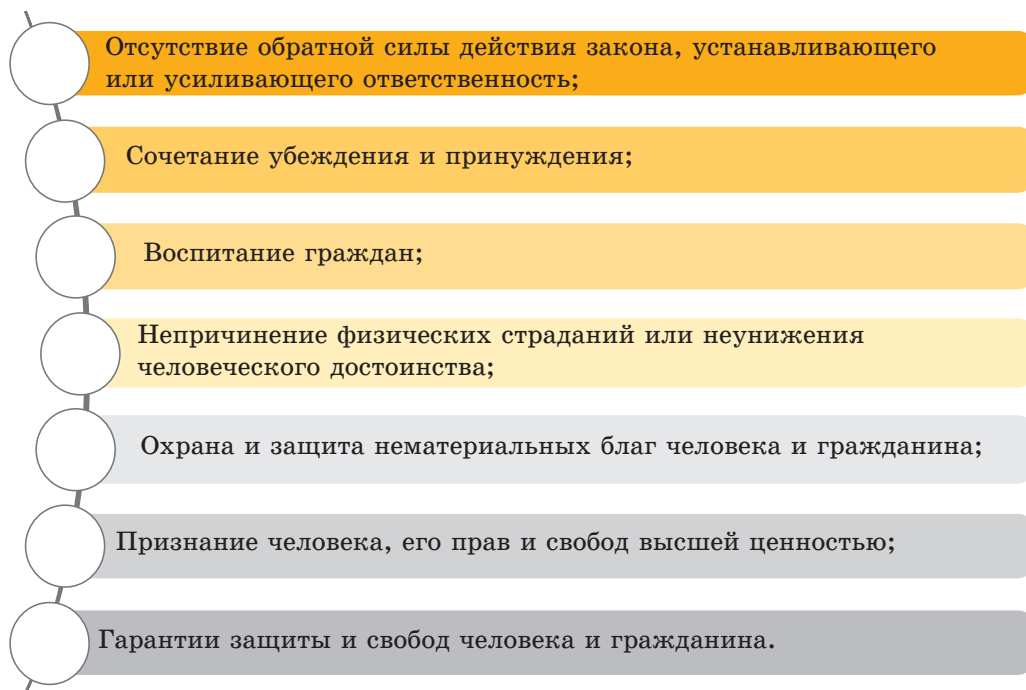 Отсутствие обратной силы действия закона, устанавливающего
или усиливающего ответственность;
Сочетание убеждения и принуждения;
Воспитание граждан;
Непричинение физических страданий или неунижения
человеческого достоинства;
Охрана и защита нематериальных благ человека и гражданина;
Признание человека, его прав и свобод высшей ценностью;
Гарантии защиты и свобод человека и гражданина.